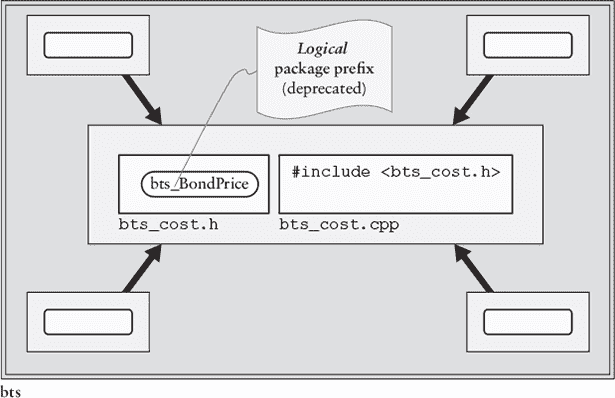 Logical
package prefix
(deprecated)
bts_BondPrice
#include <bts_cost.h>
bts_cost.h
bts_cost.cpp
bts